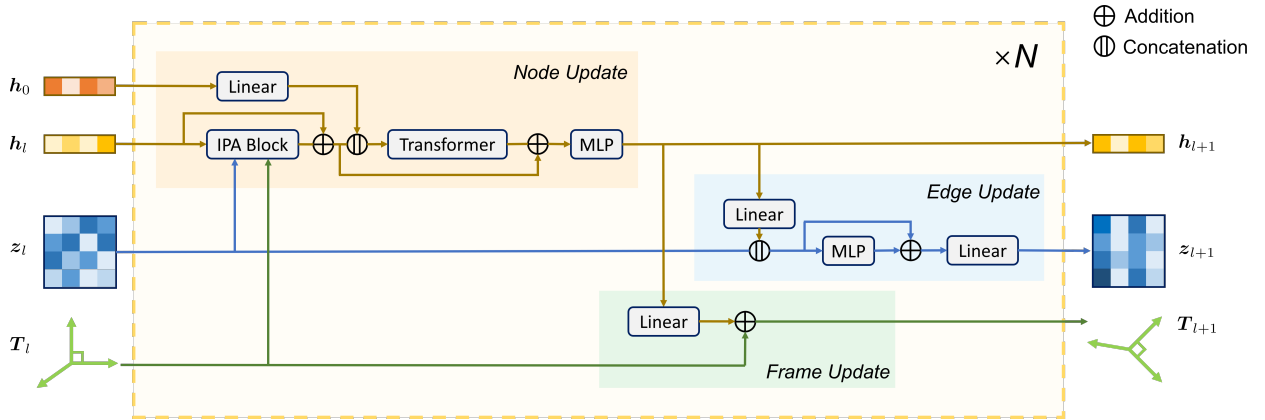 Addition
Concatenation
×N
Node Update
h₀
Linear
hₗ
IPA Block
Transformer
MLP
hₗ₊₁
Edge Update
Linear
zₗ
MLP
Linear
zₗ₊₁
Linear
Tₗ
Tₗ₊₁
Frame Update